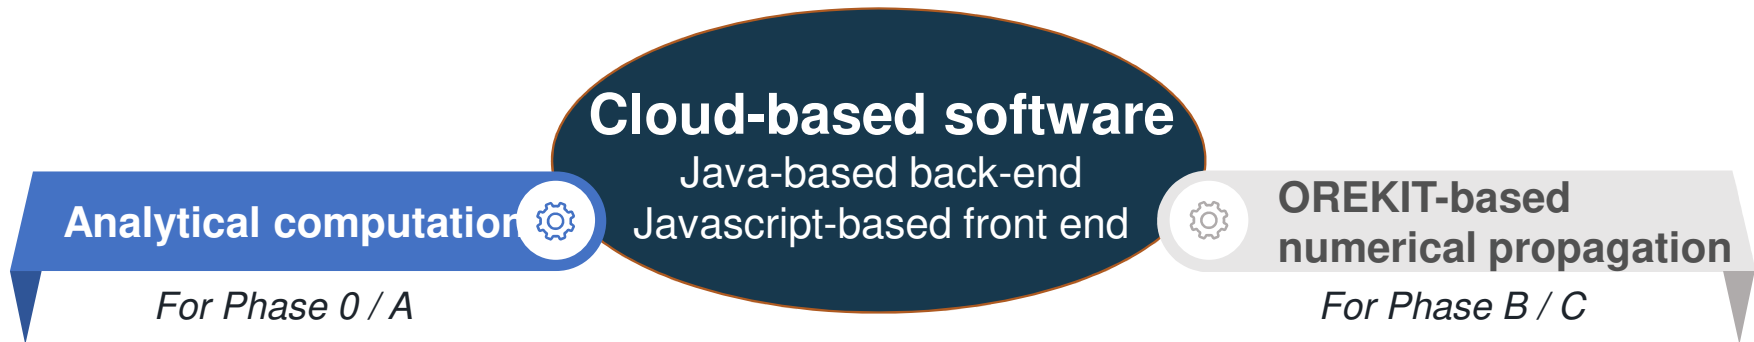 Cloud-based software
Java-based back-end
Javascript-based front end
Analytical computation
For Phase 0 / A
OREKIT-based
numerical propagation
For Phase B / C